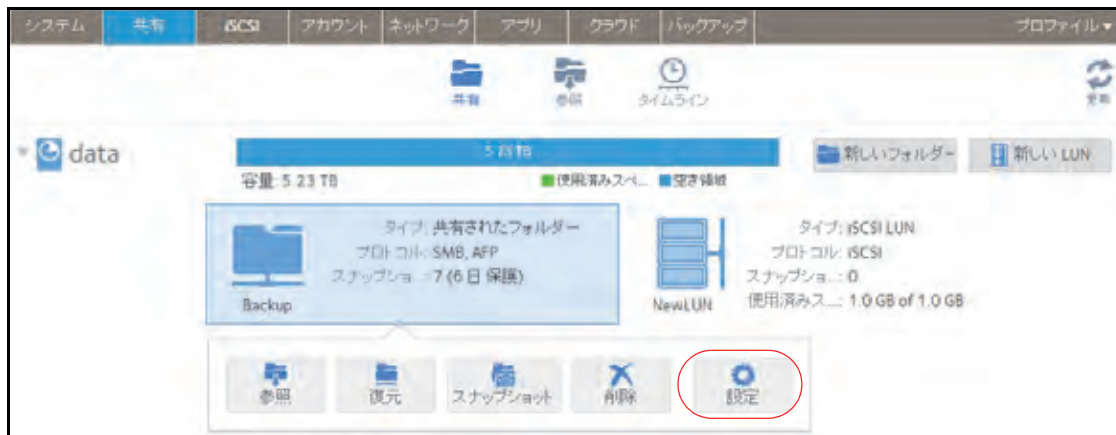 システム 共有 iSCSI アカウント ネットワーク アプリ クラウド バックアップ プロファイル
共有 参照 タイムライン 更新
data
5.23 TB
新しいフォルダー 新しい LUN
容量: 5.23 TB 使用済みスペ... 空き領域
タイプ: 共有されたフォルダー
プロトコル: SMB, AFP
スナップショ...: 7 (6 日 保護)
Backup
タイプ: iSCSI LUN
プロトコル: iSCSI
スナップショ...: 0
使用済みス...: 1.0 GB of 1.0 GB
NewLUN
参照 復元 スナップショット 削除 設定